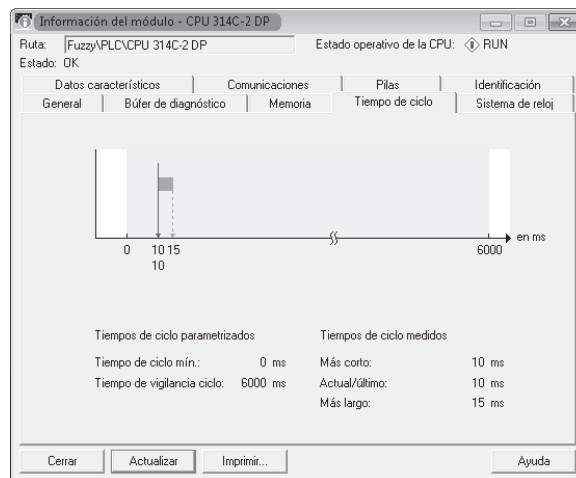 Información del módulo - CPU 314C-2 DP
Ruta: Fuzzy\PLC\CPU 314C-2 DP Estado operativo de la CPU: RUN
Estado: OK
Datos característicos Comunicaciones Pilas Identificación
General Búfer de diagnóstico Memoria Tiempo de ciclo Sistema de reloj
en ms
0 10 15 6000
10
Tiempos de ciclo parametrizados Tiempos de ciclo medidos
Tiempo de ciclo mín.: 0 ms Más corto: 10 ms
Tiempo de vigilancia ciclo: 6000 ms Actual/último: 10 ms
Más largo: 15 ms
Cerrar Actualizar Imprimir... Ayuda